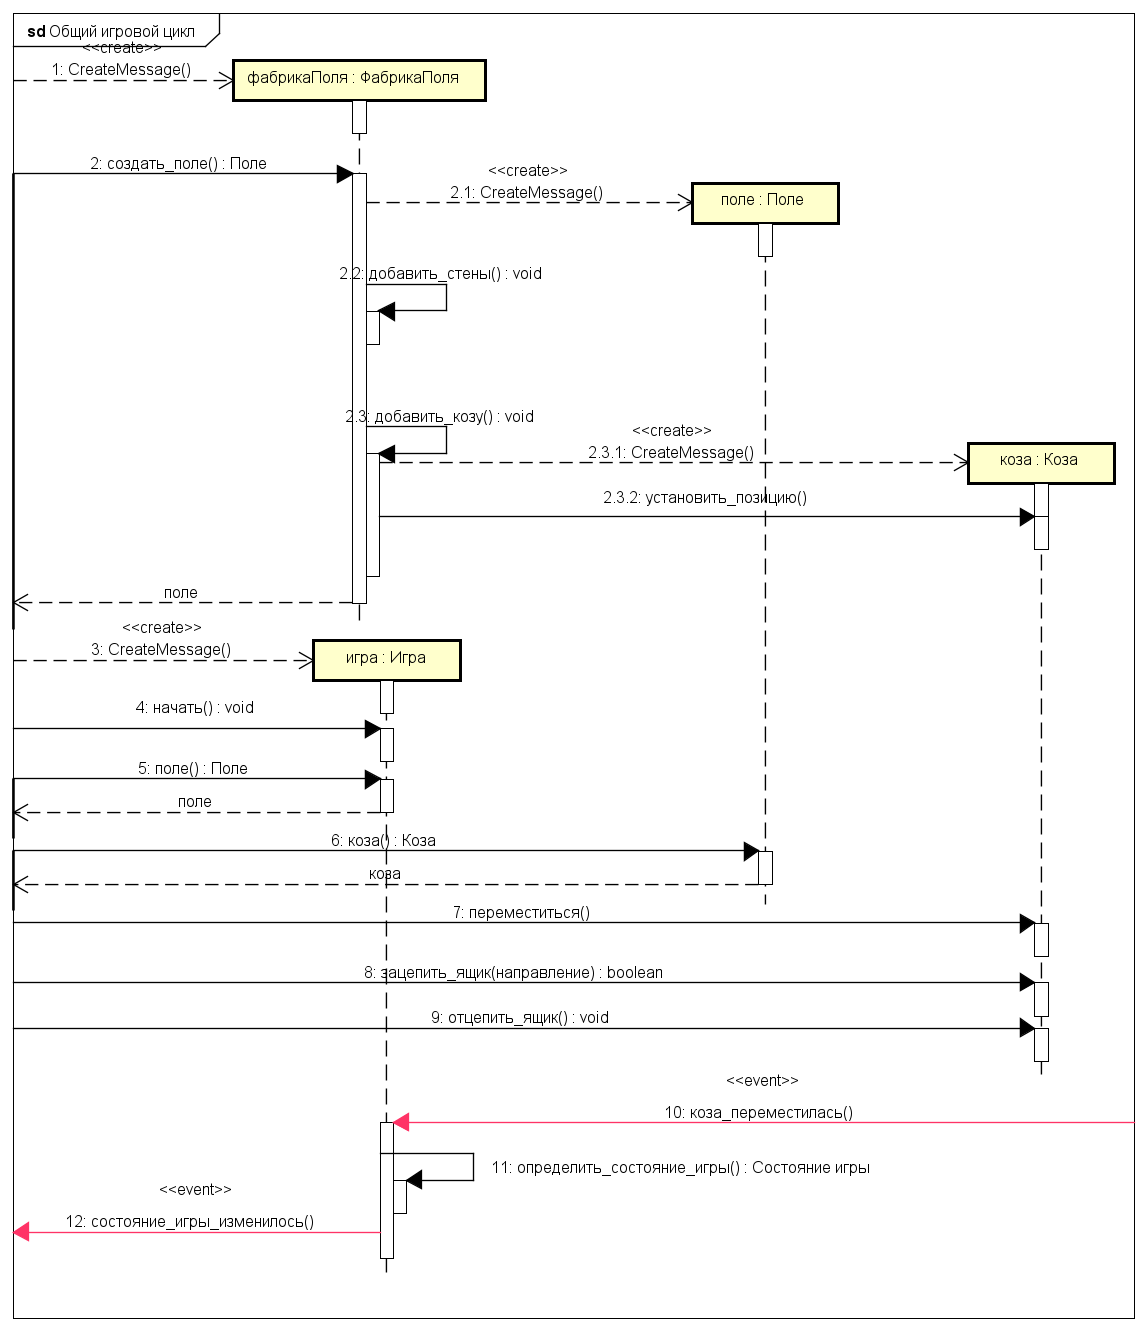 sd Общий игровой цикл
<<create>>
1: CreateMessage()
фабрикаПоля : ФабрикаПоля
2: создать_поле() : Поле
<<create>>
2.1: CreateMessage()
поле : Поле
2.2: добавить_стены() : void
2.3: добавить_козу() : void
<<create>>
2.3.1: CreateMessage()
коза : Коза
2.3.2: установить_позицию()
поле
<<create>>
3: CreateMessage()
игра : Игра
4: начать() : void
5: поле() : Поле
поле
6: коза() : Коза
коза
7: переместиться()
8: зацепить_ящик(направление) : boolean
9: отцепить_ящик() : void
<<event>>
10: коза_переместилась()
11: определить_состояние_игры() : Состояние игры
<<event>>
12: состояние_игры_изменилось()